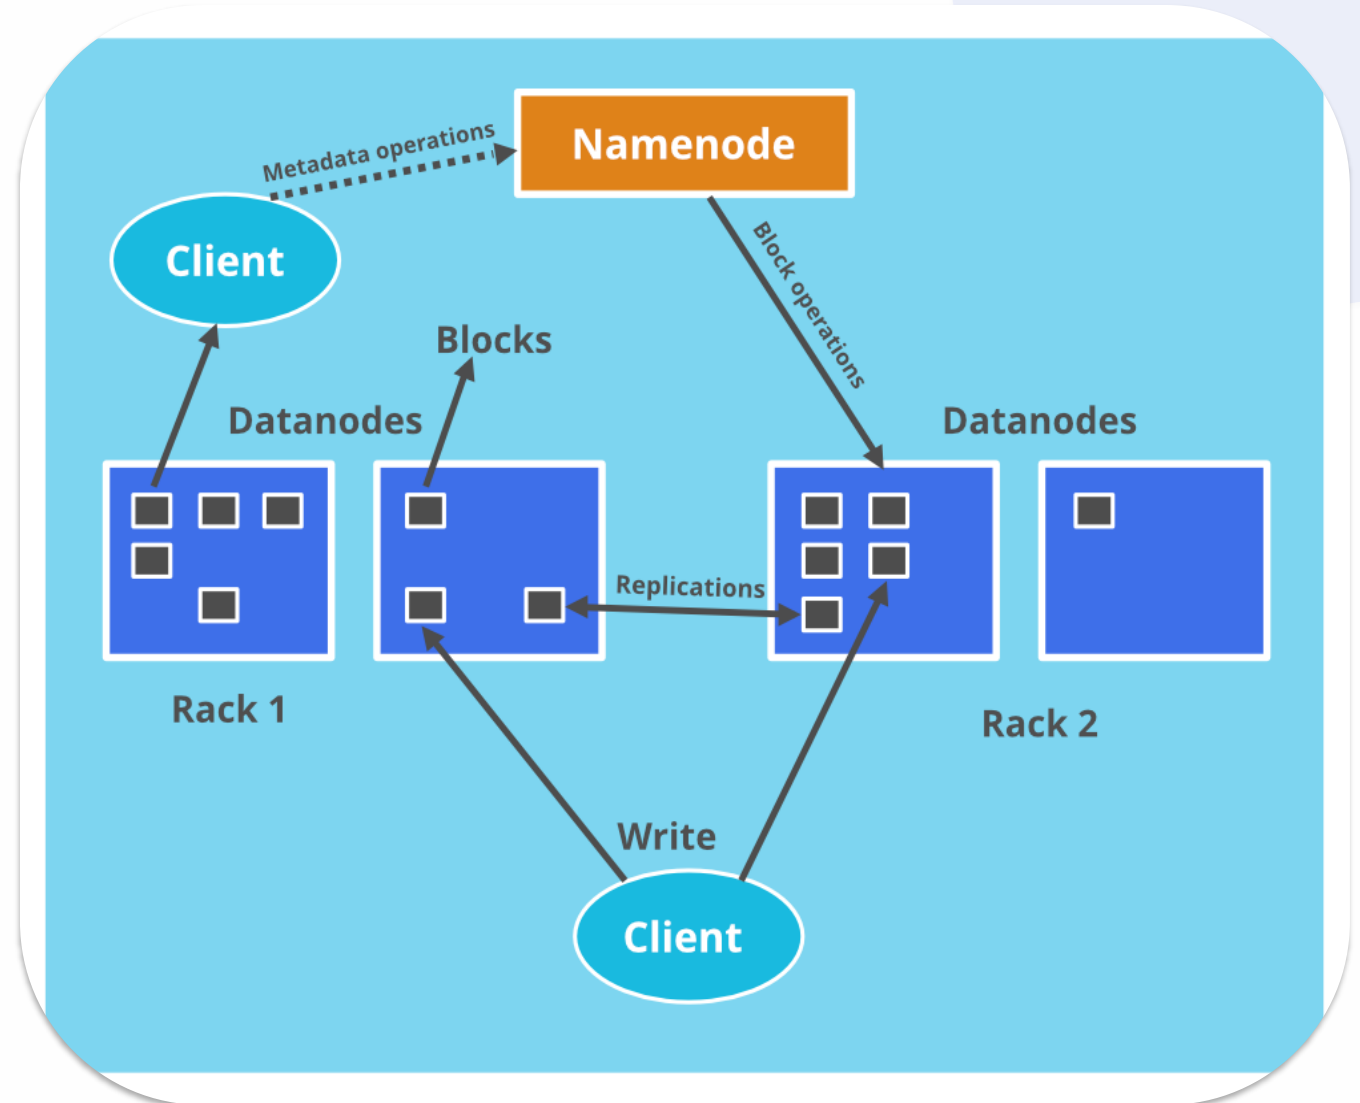 Namenode
Metadata operations
Client
Block operations
Blocks
Datanodes
Datanodes
Replications
Rack 1
Rack 2
Write
Client